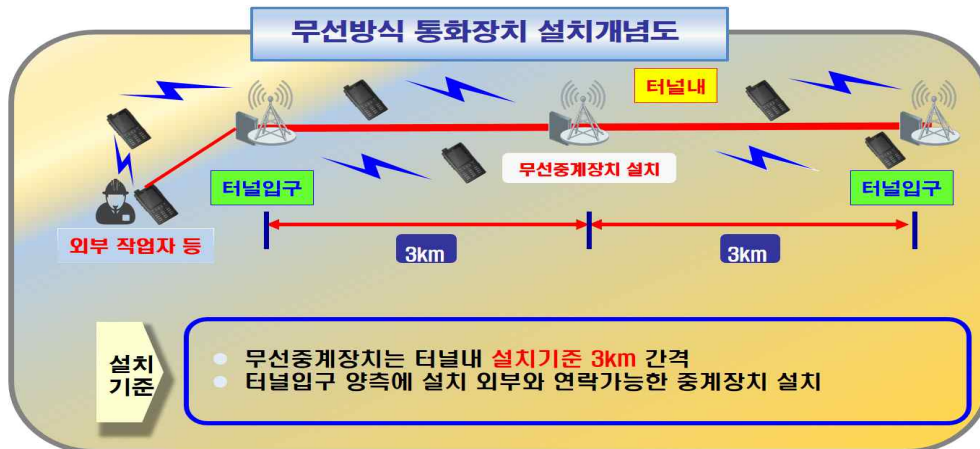 무선방식 통화장치 설치개념도
터널내
무선중계장치 설치
터널입구
터널입구
외부 작업자 등
3km
3km
설치
기준
무선중계장치는 터널내 설치기준 3km 간격
터널입구 양측에 설치 외부와 연락가능한 중계장치 설치